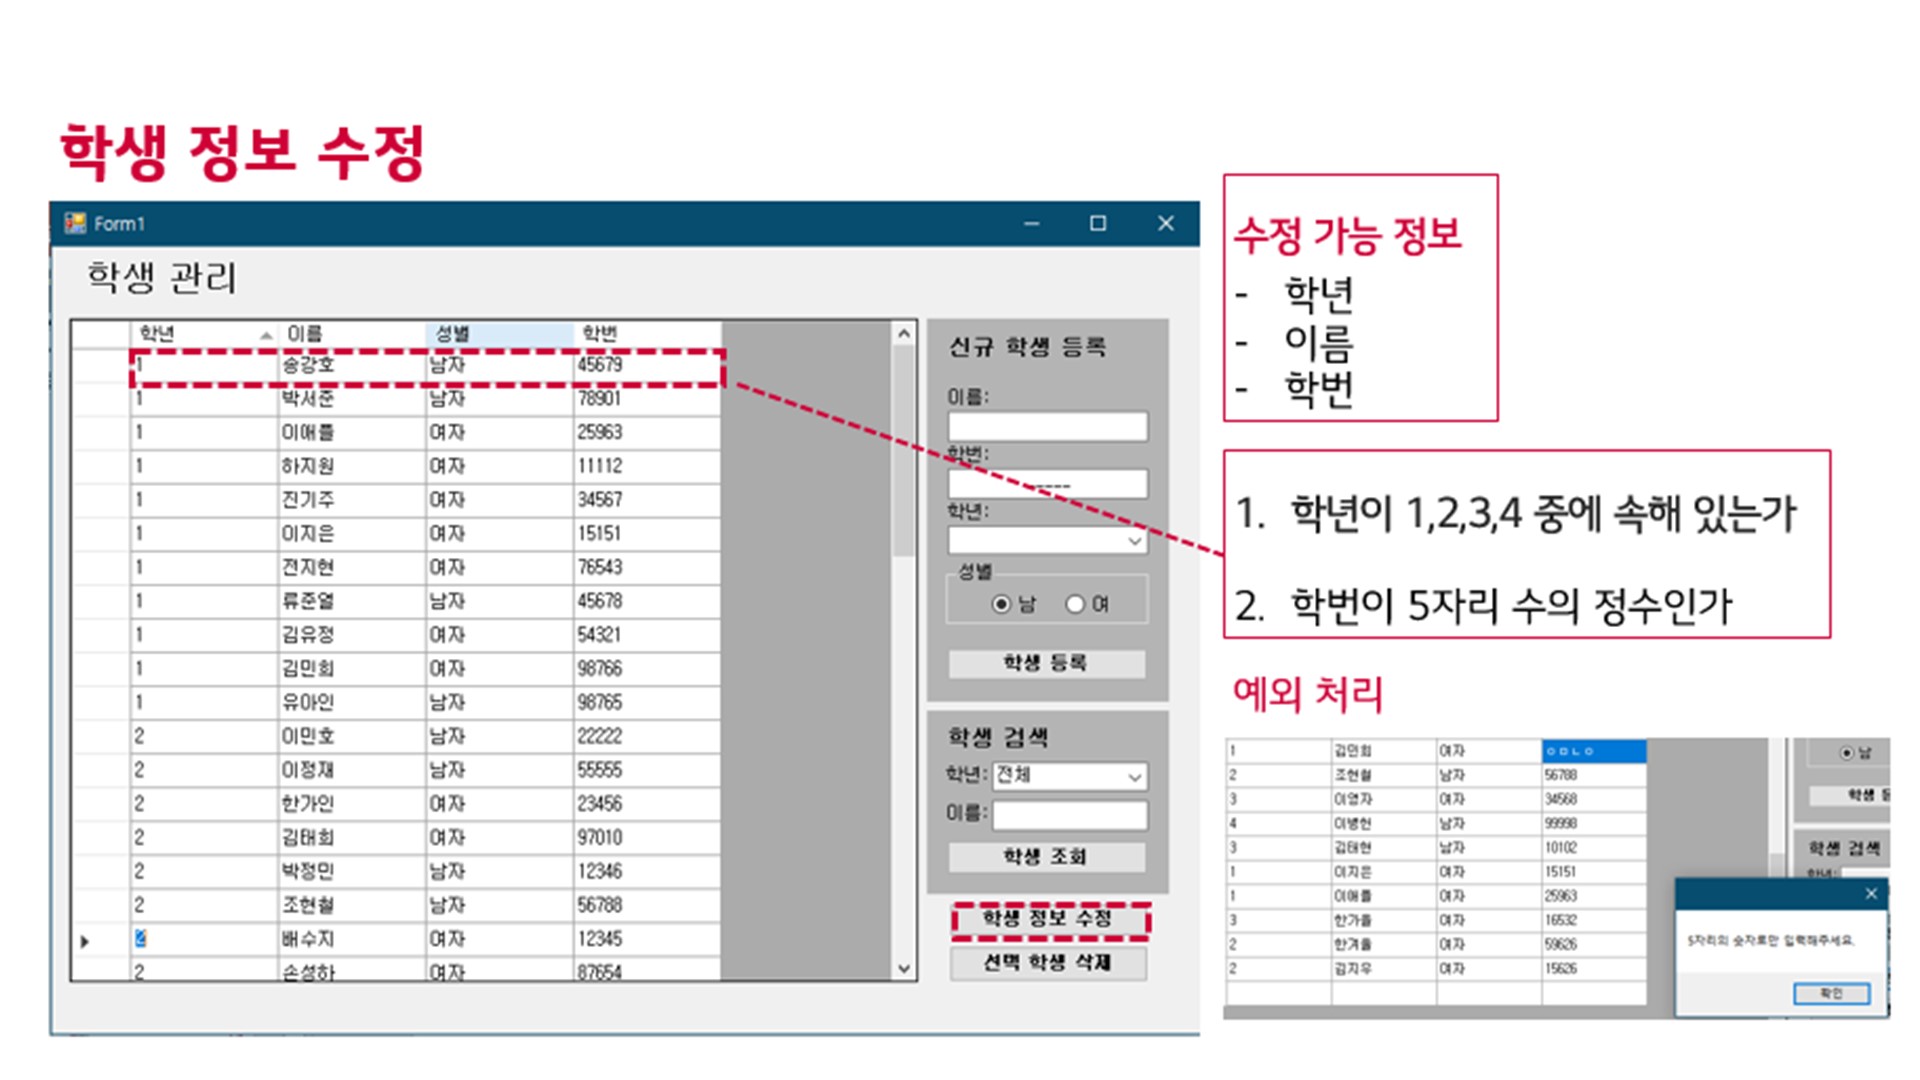 학생 정보 수정
Form1
학생 관리
학년 이름 성별 학번
1 송강호 남자 45679
1 박서준 남자 78901
1 이애플 여자 25963
1 하지원 여자 11112
1 진기주 여자 34567
1 이지은 여자 15151
1 전지현 여자 76543
1 류준열 남자 45678
1 김유정 여자 54321
1 김민희 여자 98766
1 유아인 남자 98765
2 이민호 남자 22222
2 이정재 남자 55555
2 한가인 여자 23456
2 김태희 여자 97010
2 박정민 남자 12346
2 조현철 남자 56788
2 배수지 여자 12345
2 손성하 여자 87654
신규 학생 등록
이름:
학번:
-----
학년:
성별
남 여
학생 등록
학생 검색
학년: 전체
이름:
학생 조회
학생 정보 수정
선택 학생 삭제
수정 가능 정보
- 학년
- 이름
- 학번
1. 학년이 1,2,3,4 중에 속해 있는가
2. 학번이 5자리 수의 정수인가
예외 처리
1 김민희 여자 ㅇㅁㄴㅇ
2 조현철 남자 56788
3 이영자 여자 34568
4 이병헌 남자 99998
3 김태현 남자 10102
1 이지은 여자 15151
1 이애플 여자 25963
3 한가을 여자 16532
2 한겨울 여자 59626
2 김지우 여자 15626
남
학생 등
학생 검색
5자리의 숫자로만 입력해주세요.
확인